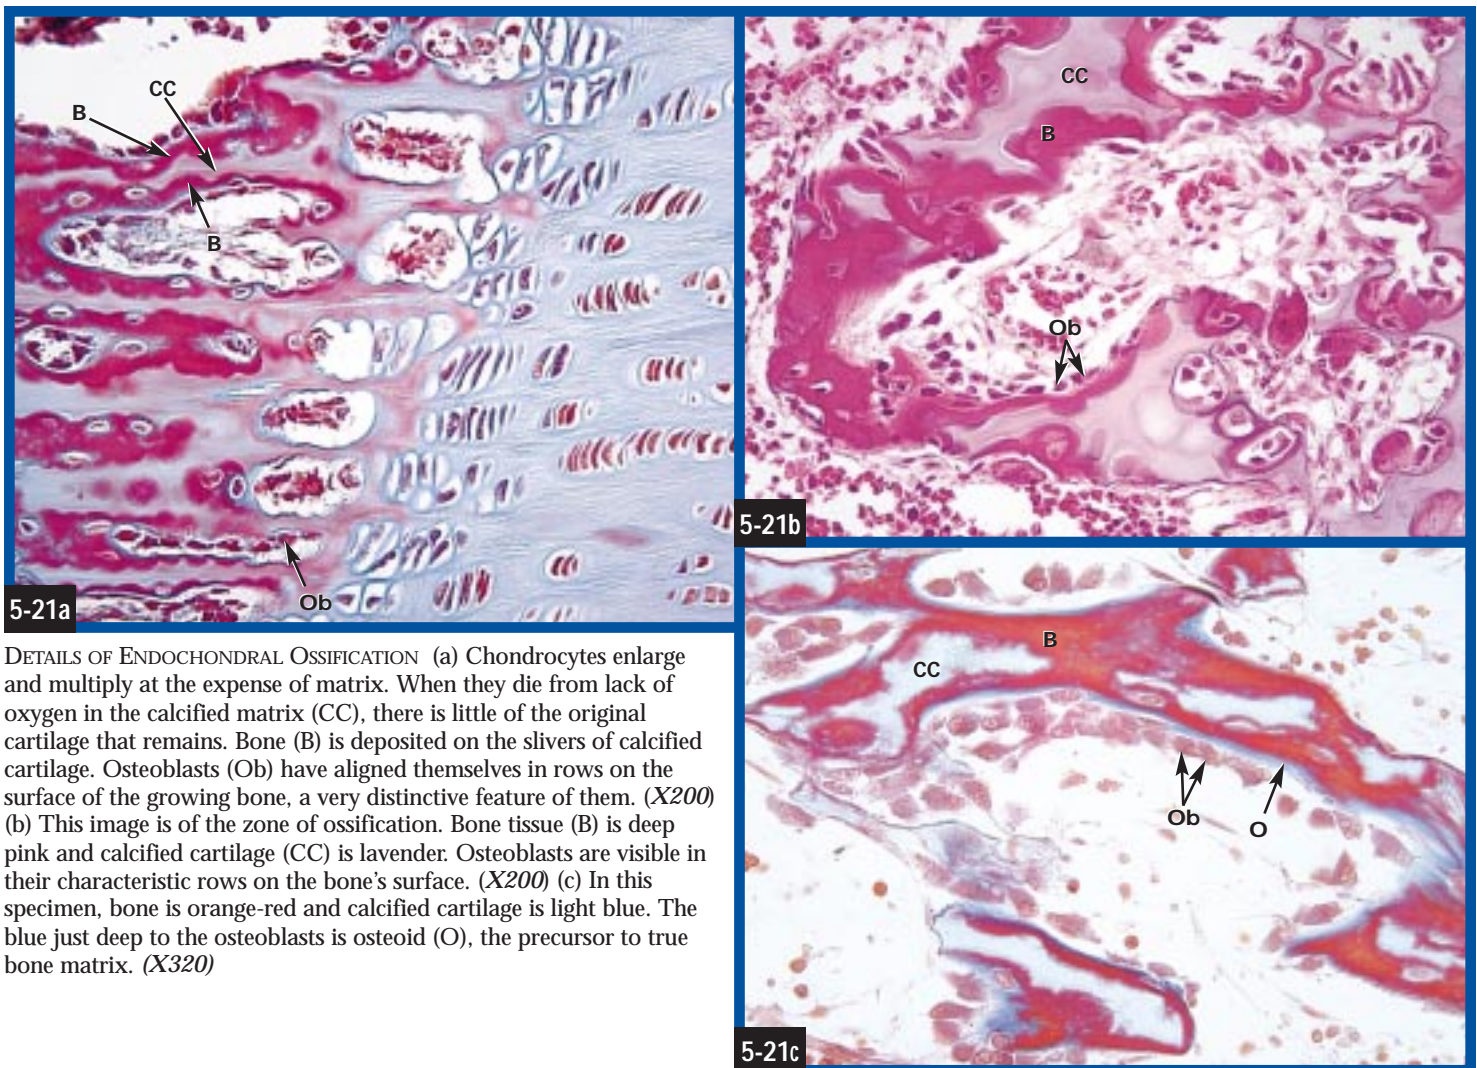 CC
B
B
Ob
5-21a
CC
B
Ob
5-21b
B
CC
Ob
O
5-21c
DETAILS OF ENDOCHONDRAL OSSIFICATION (a) Chondrocytes enlarge
and multiply at the expense of matrix. When they die from lack of
oxygen in the calcified matrix (CC), there is little of the original
cartilage that remains. Bone (B) is deposited on the slivers of calcified
cartilage. Osteoblasts (Ob) have aligned themselves in rows on the
surface of the growing bone, a very distinctive feature of them. (X200)
(b) This image is of the zone of ossification. Bone tissue (B) is deep
pink and calcified cartilage (CC) is lavender. Osteoblasts are visible in
their characteristic rows on the bone's surface. (X200) (c) In this
specimen, bone is orange-red and calcified cartilage is light blue. The
blue just deep to the osteoblasts is osteoid (O), the precursor to true
bone matrix. (X320)